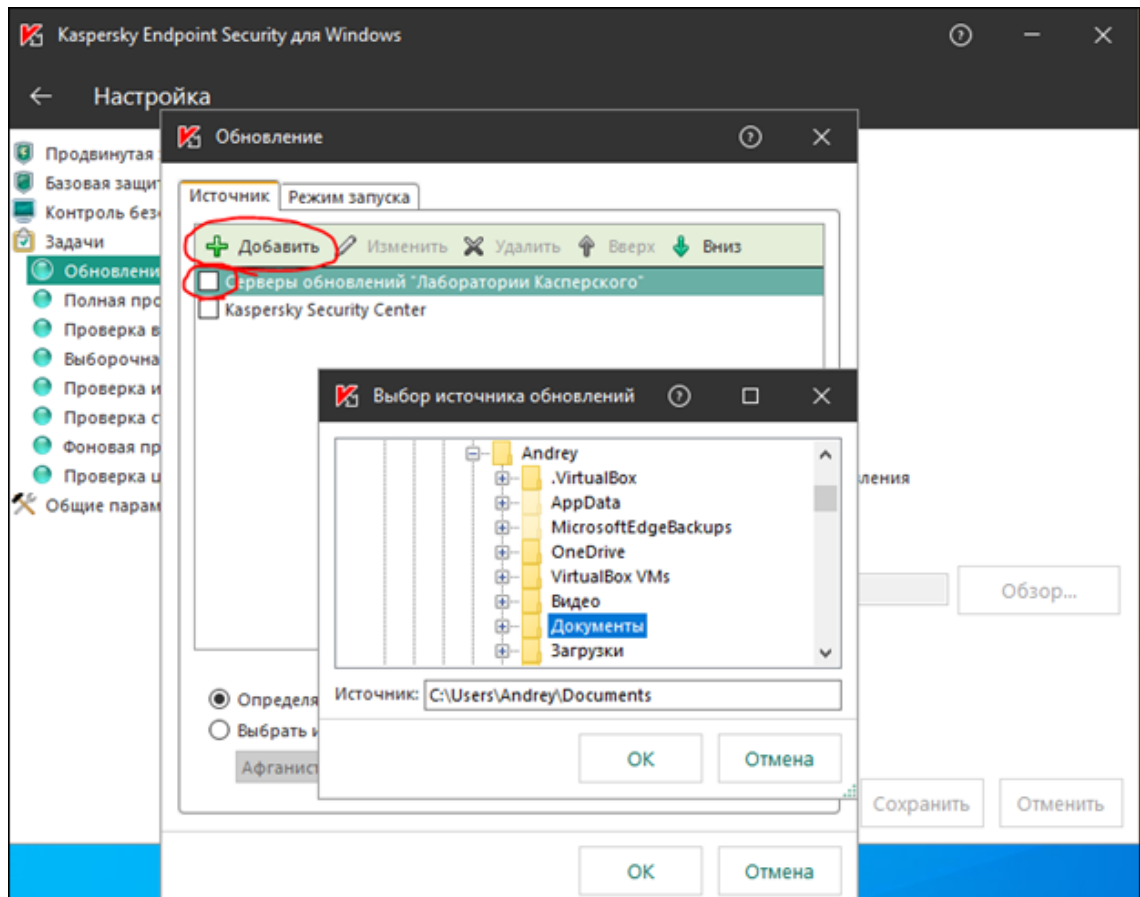 Kaspersky Endpoint Security для Windows
Настройка
Продвинутая
Базовая защит
Контроль безо
Задачи
Обновлени
Полная про
Проверка в
Выборочна
Проверка и
Проверка с
Фоновая пр
Проверка ц
Общие парам
Обновление
Источник Режим запуска
Добавить Изменить Удалить Вверх Вниз
Серверы обновлений "Лаборатории Касперского"
Kaspersky Security Center
Выбор источника обновлений
Andrey
.VirtualBox
AppData
MicrosoftEdgeBackups
OneDrive
VirtualBox VMs
Видео
Документы
Загрузки
Источник: C:\Users\Andrey\Documents
ОК Отмена
Определя
Выбрать и
Афганист
ОК Отмена
ления
Обзор...
Сохранить Отменить